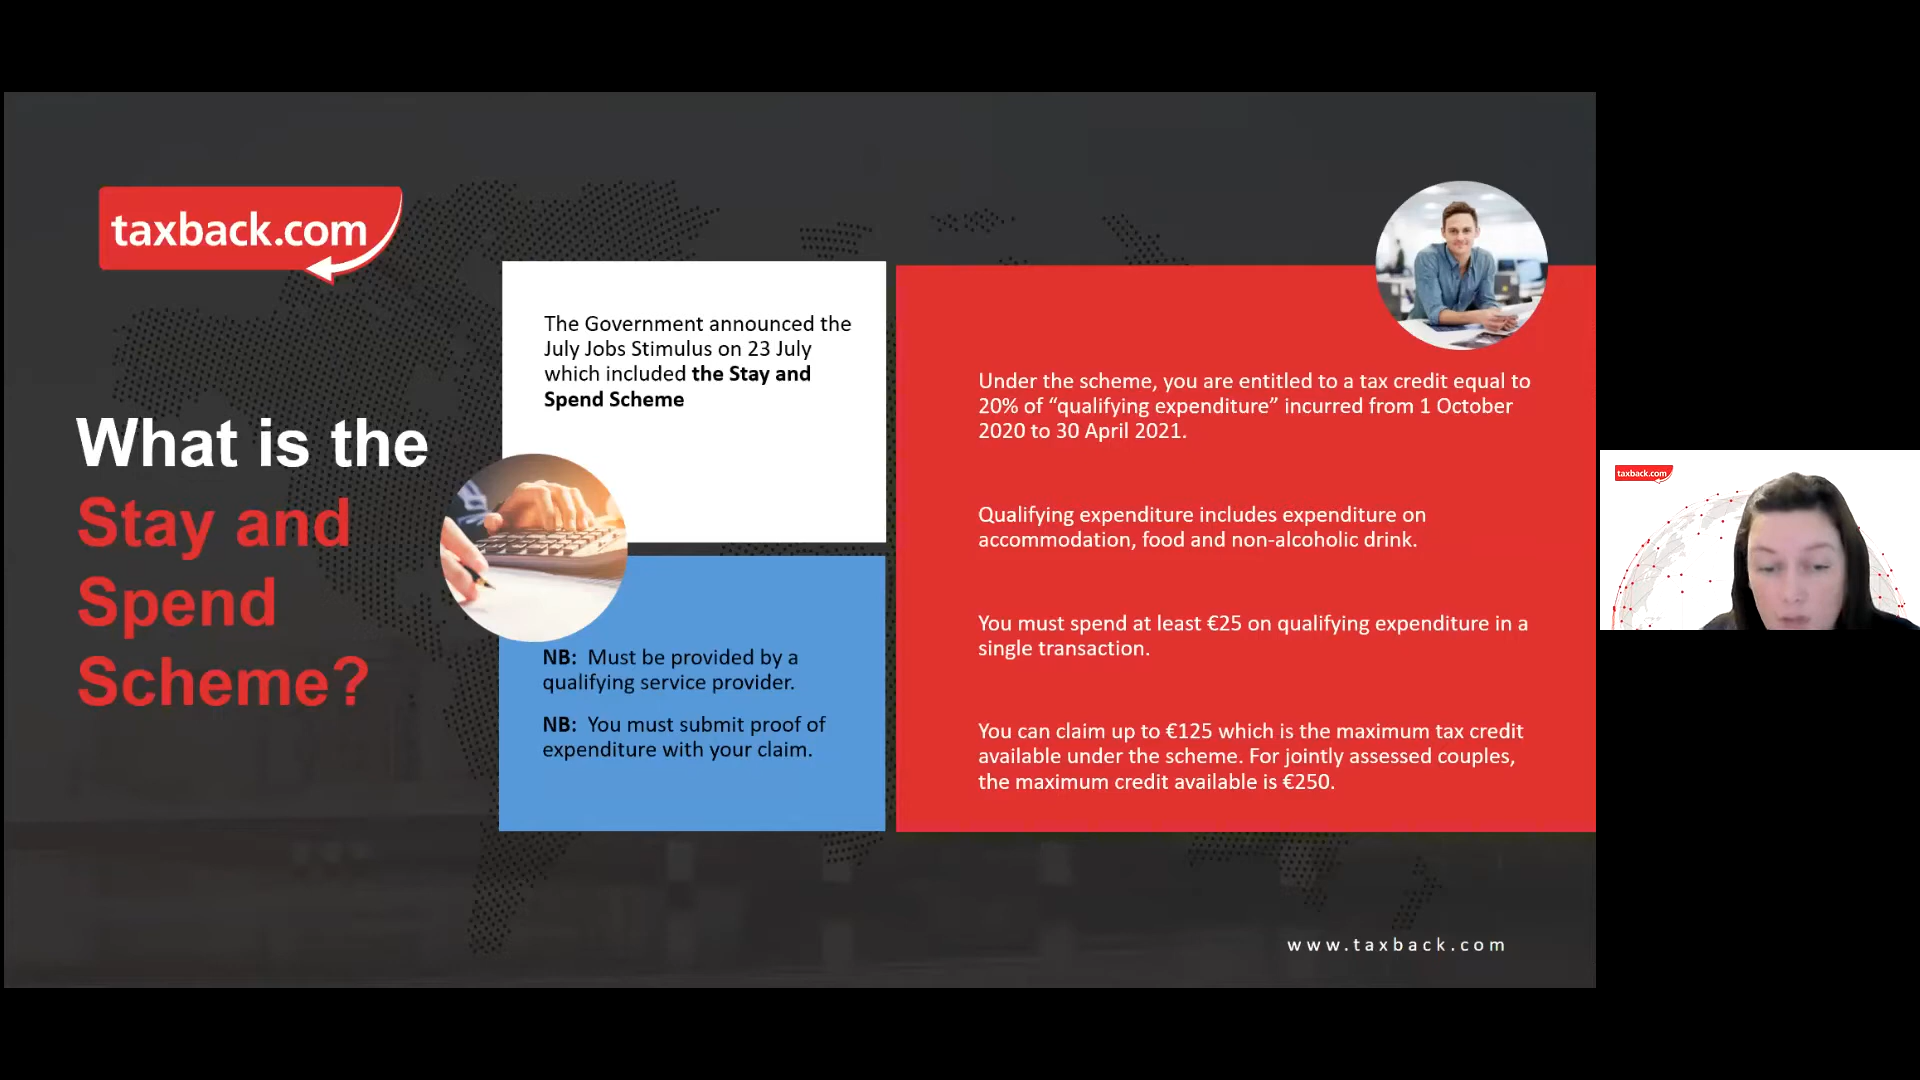 taxback.com
What is the
Stay and
Spend
Scheme?
The Government announced the
July Jobs Stimulus on 23 July
which included the Stay and
Spend Scheme
NB: Must be provided by a
qualifying service provider.
NB: You must submit proof of
expenditure with your claim.
Under the scheme, you are entitled to a tax credit equal to
20% of “qualifying expenditure” incurred from 1 October
2020 to 30 April 2021.
Qualifying expenditure includes expenditure on
accommodation, food and non-alcoholic drink.
You must spend at least €25 on qualifying expenditure in a
single transaction.
You can claim up to €125 which is the maximum tax credit
available under the scheme. For jointly assessed couples,
the maximum credit available is €250.
www.taxback.com
taxback.com